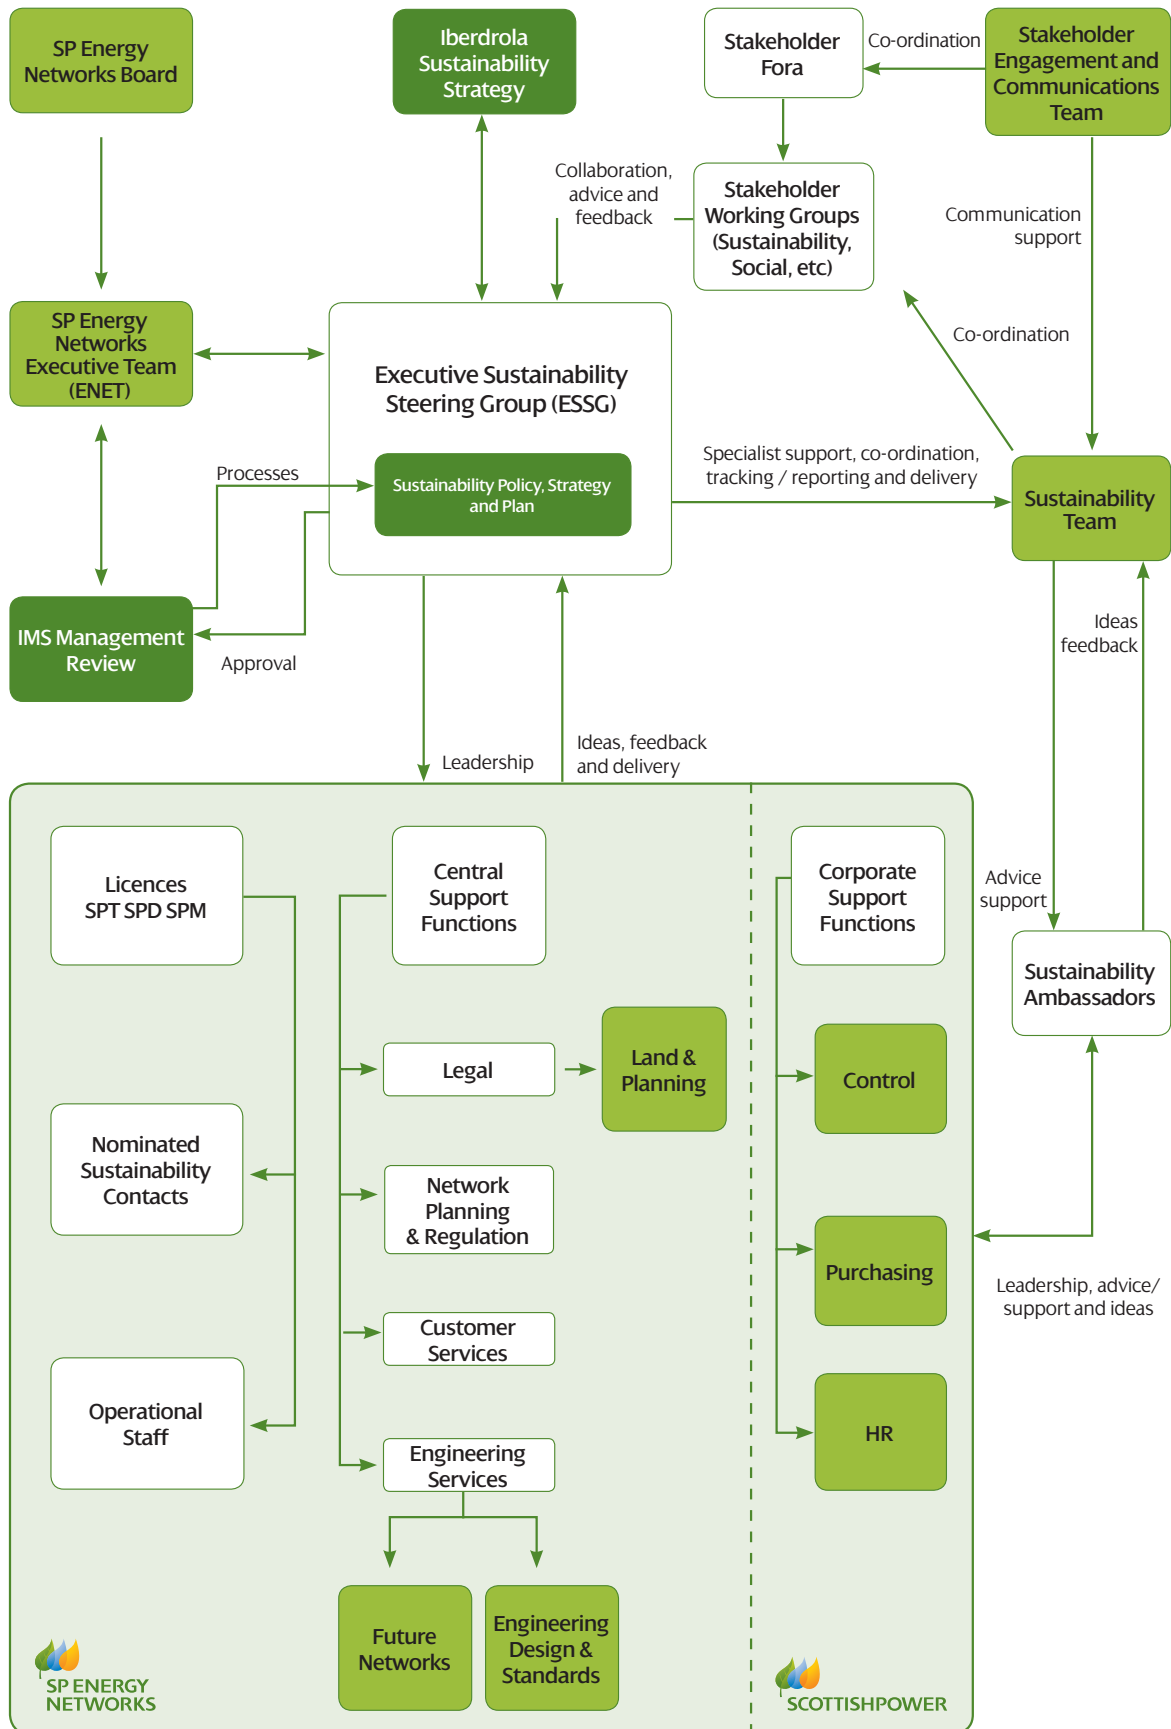 SP Energy
Networks Board
Iberdrola
Sustainability
Strategy
Stakeholder
Fora
Co-ordination
Stakeholder
Engagement and
Communications
Team
Collaboration,
advice and
feedback
Stakeholder
Working Groups
(Sustainability,
Social, etc)
Communication
support
SP Energy
Networks
Executive Team
(ENET)
Executive Sustainability
Steering Group (ESSG)
Co-ordination
Processes
Sustainability Policy, Strategy
and Plan
Specialist support, co-ordination,
tracking / reporting and delivery
Sustainability
Team
IMS Management
Review
Approval
Ideas
feedback
Leadership
Ideas, feedback
and delivery
Licences
SPT SPD SPM
Central
Support
Functions
Corporate
Support
Functions
Advice
support
Sustainability
Ambassadors
Legal
Land &
Planning
Control
Nominated
Sustainability
Contacts
Network
Planning
& Regulation
Purchasing
Leadership, advice/
support and ideas
Customer
Services
Operational
Staff
HR
Engineering
Services
Future
Networks
Engineering
Design &
Standards
SP ENERGY
NETWORKS
SCOTTISHPOWER